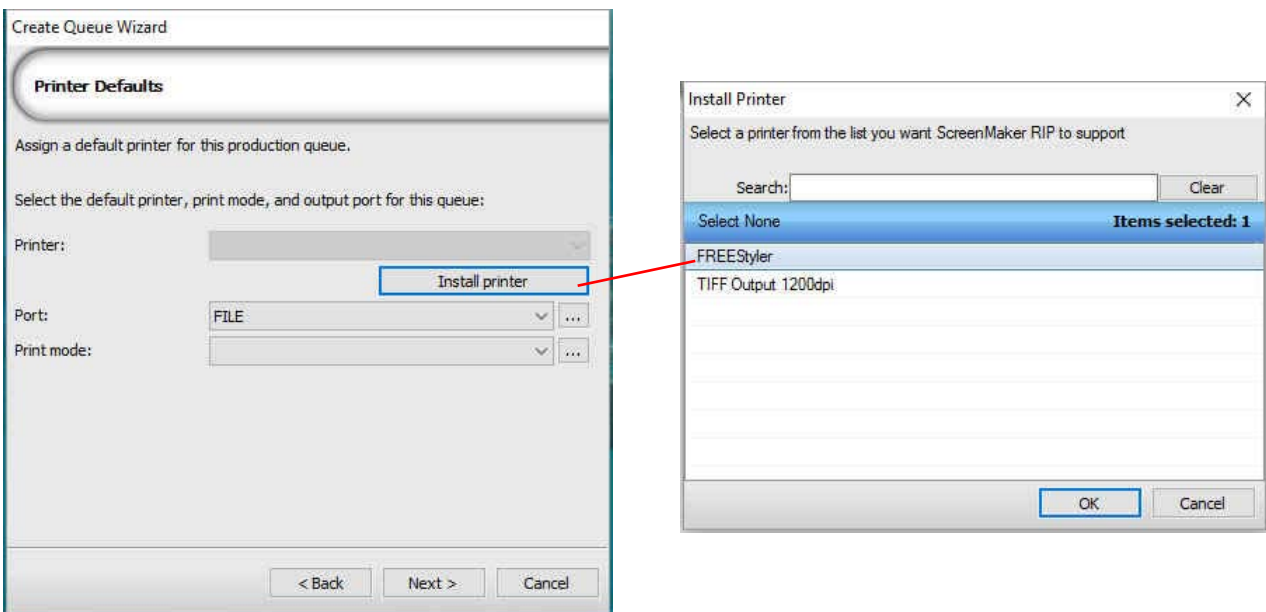 Create Queue Wizard
Printer Defaults
Assign a default printer for this production queue.
Select the default printer, print mode, and output port for this queue:
Printer:
Install printer
Port: FILE ...
Print mode: ...
< Back Next > Cancel
Install Printer
Select a printer from the list you want ScreenMaker RIP to support
Search: Clear
Select None Items selected: 1
FREEStyler
TIFF Output 1200dpi
OK Cancel